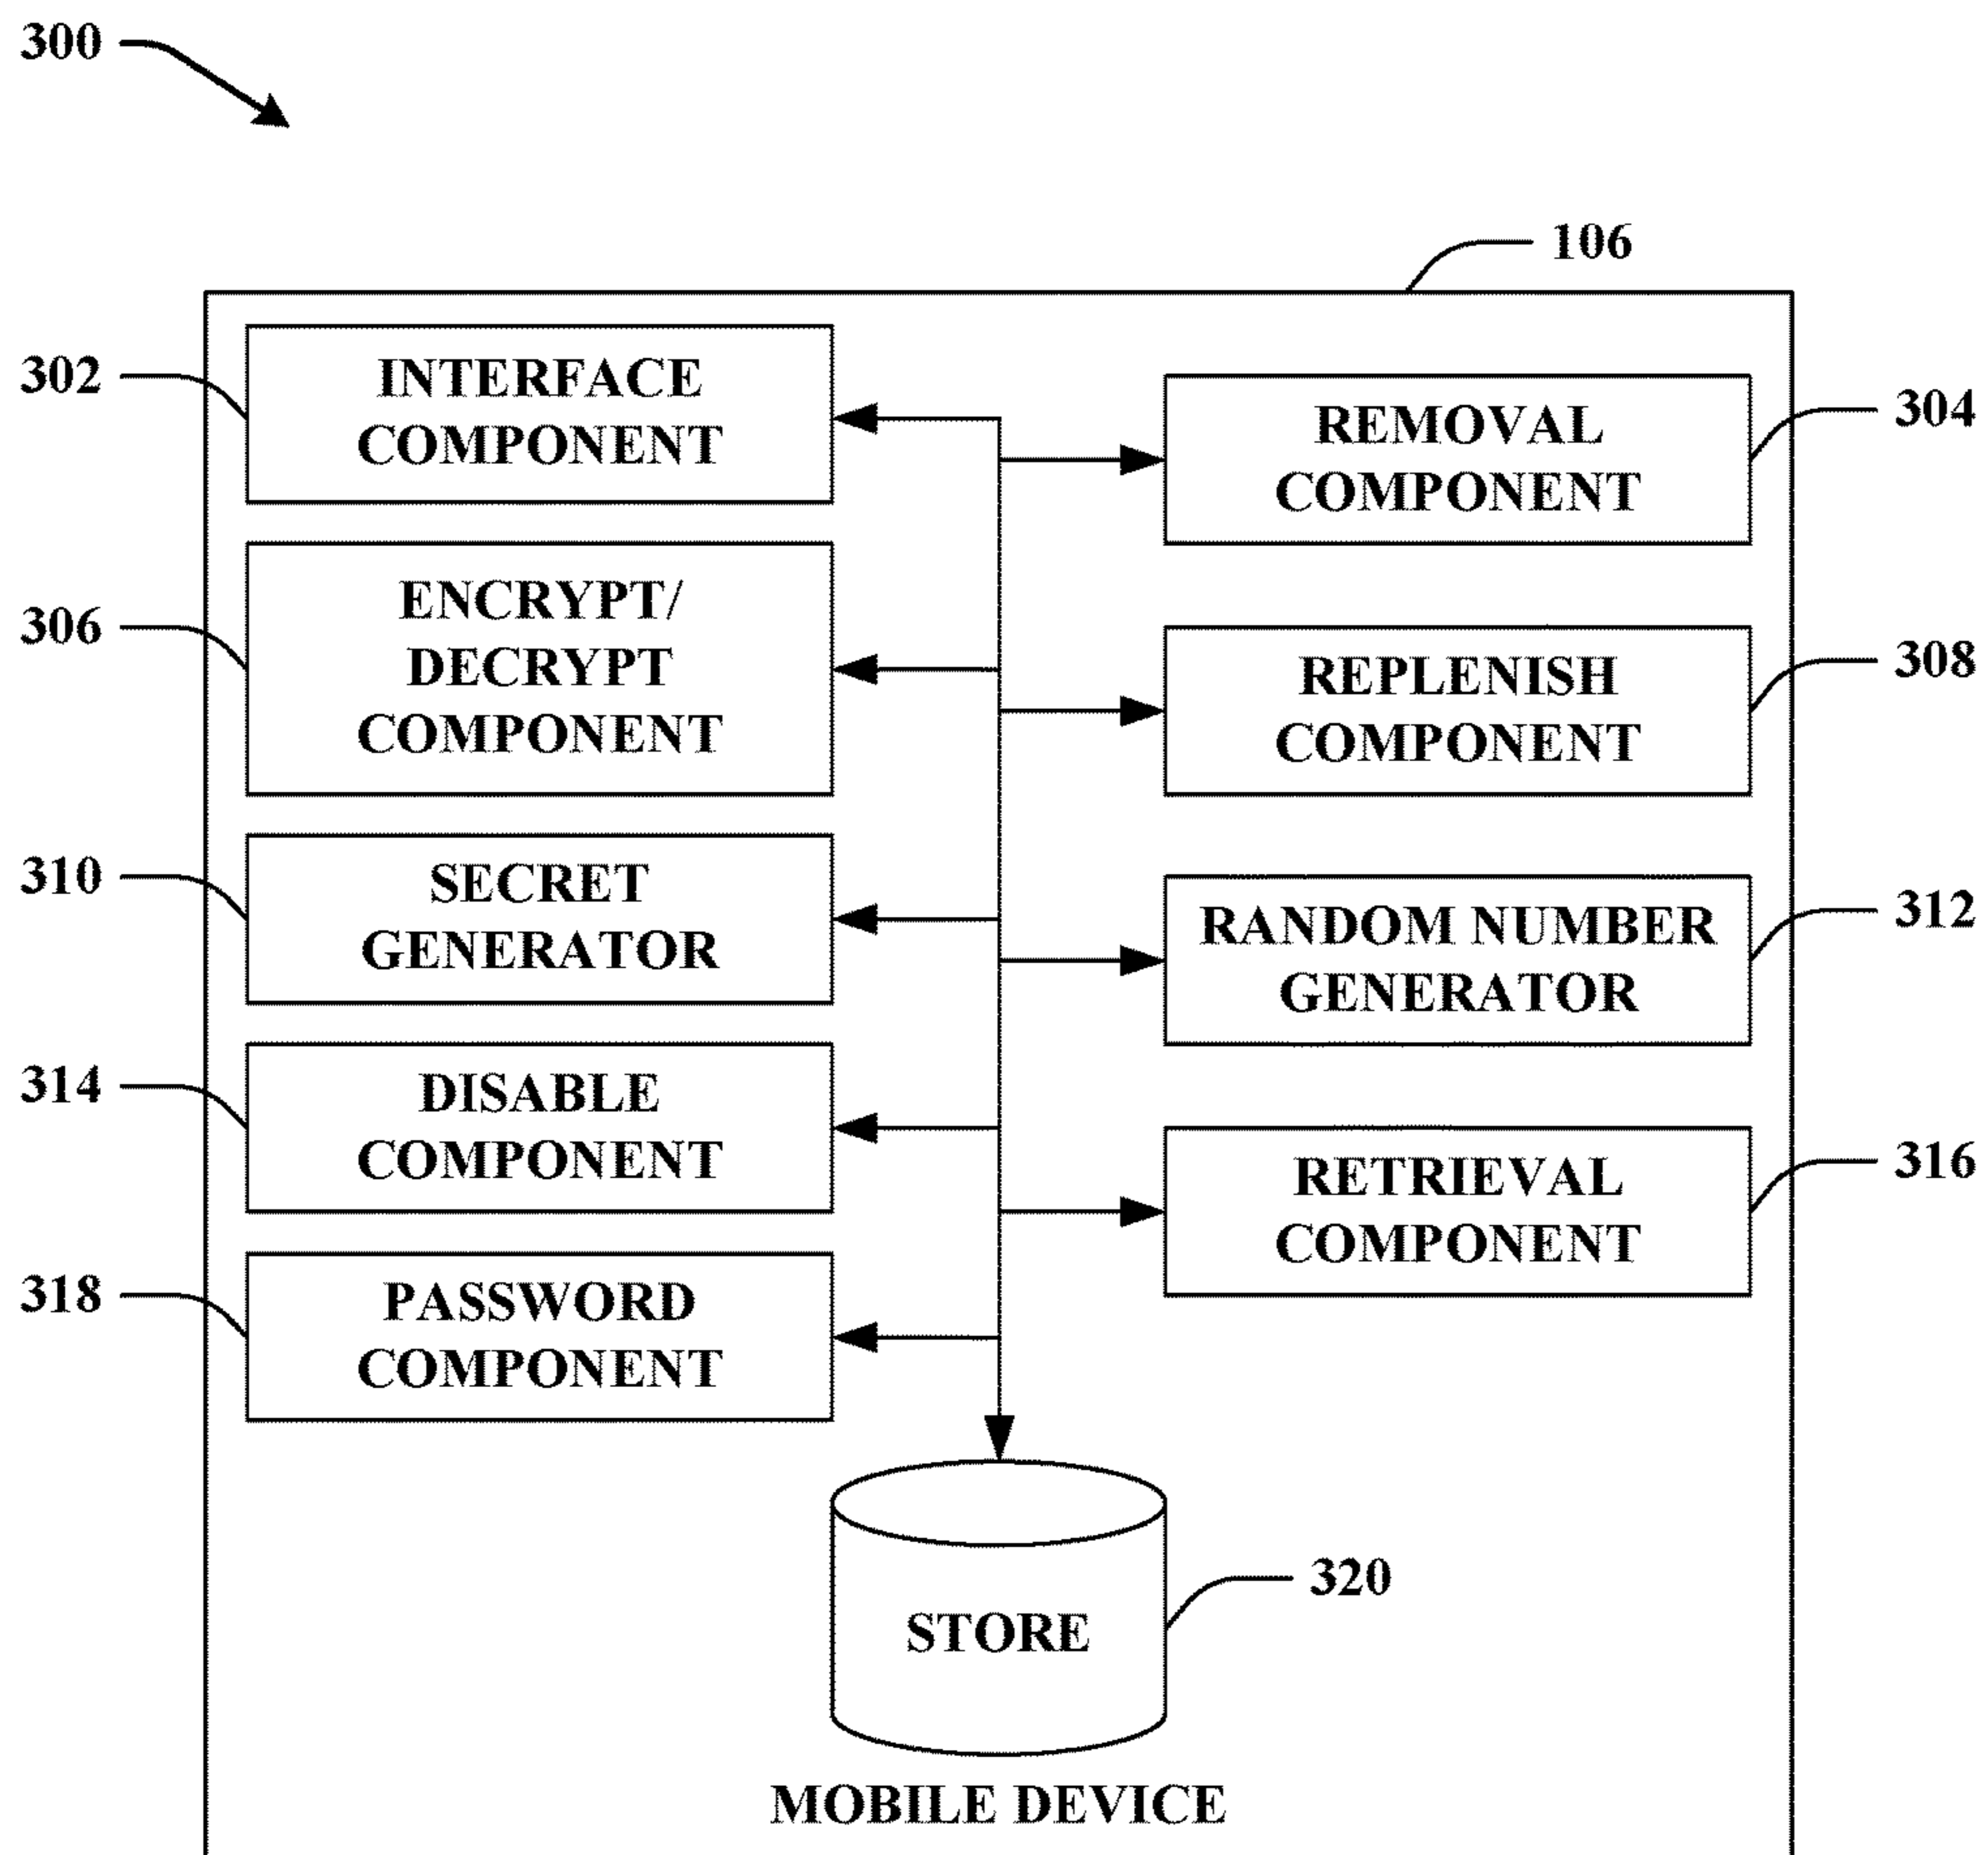 300
106
302
INTERFACE
COMPONENT
REMOVAL
COMPONENT
304
306
ENCRYPT/
DECRYPT
COMPONENT
REPLENISH
COMPONENT
308
310
SECRET
GENERATOR
RANDOM NUMBER
GENERATOR
312
314
DISABLE
COMPONENT
RETRIEVAL
COMPONENT
316
318
PASSWORD
COMPONENT
STORE
320
MOBILE DEVICE